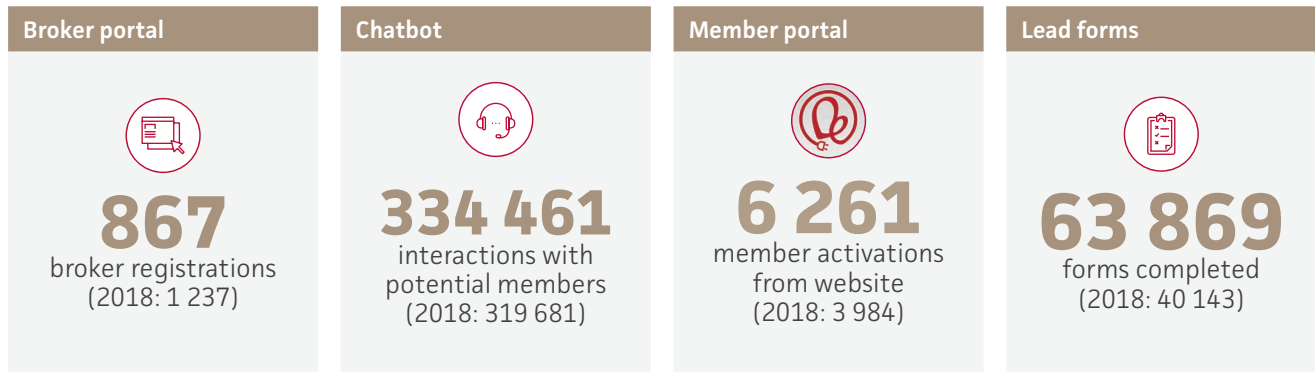 Broker portal
867
broker registrations
(2018: 1 237)
Chatbot
334 461
interactions with
potential members
(2018: 319 681)
Member portal
6 261
member activations
from website
(2018: 3 984)
Lead forms
63 869
forms completed
(2018: 40 143)